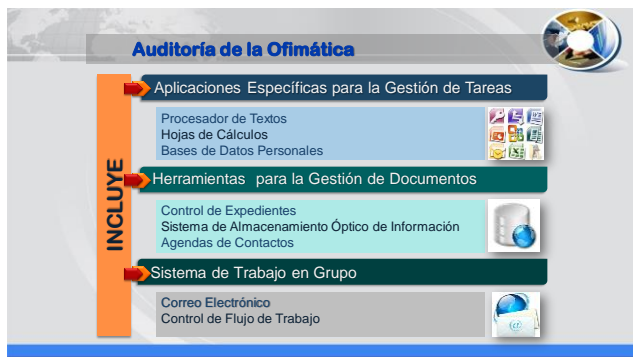 Auditoría de la Ofimática
INCLUYE
Aplicaciones Específicas para la Gestión de Tareas
Procesador de Textos
Hojas de Cálculos
Bases de Datos Personales
Herramientas para la Gestión de Documentos
Control de Expedientes
Sistema de Almacenamiento Óptico de Información
Agendas de Contactos
Sistema de Trabajo en Grupo
Correo Electrónico
Control de Flujo de Trabajo